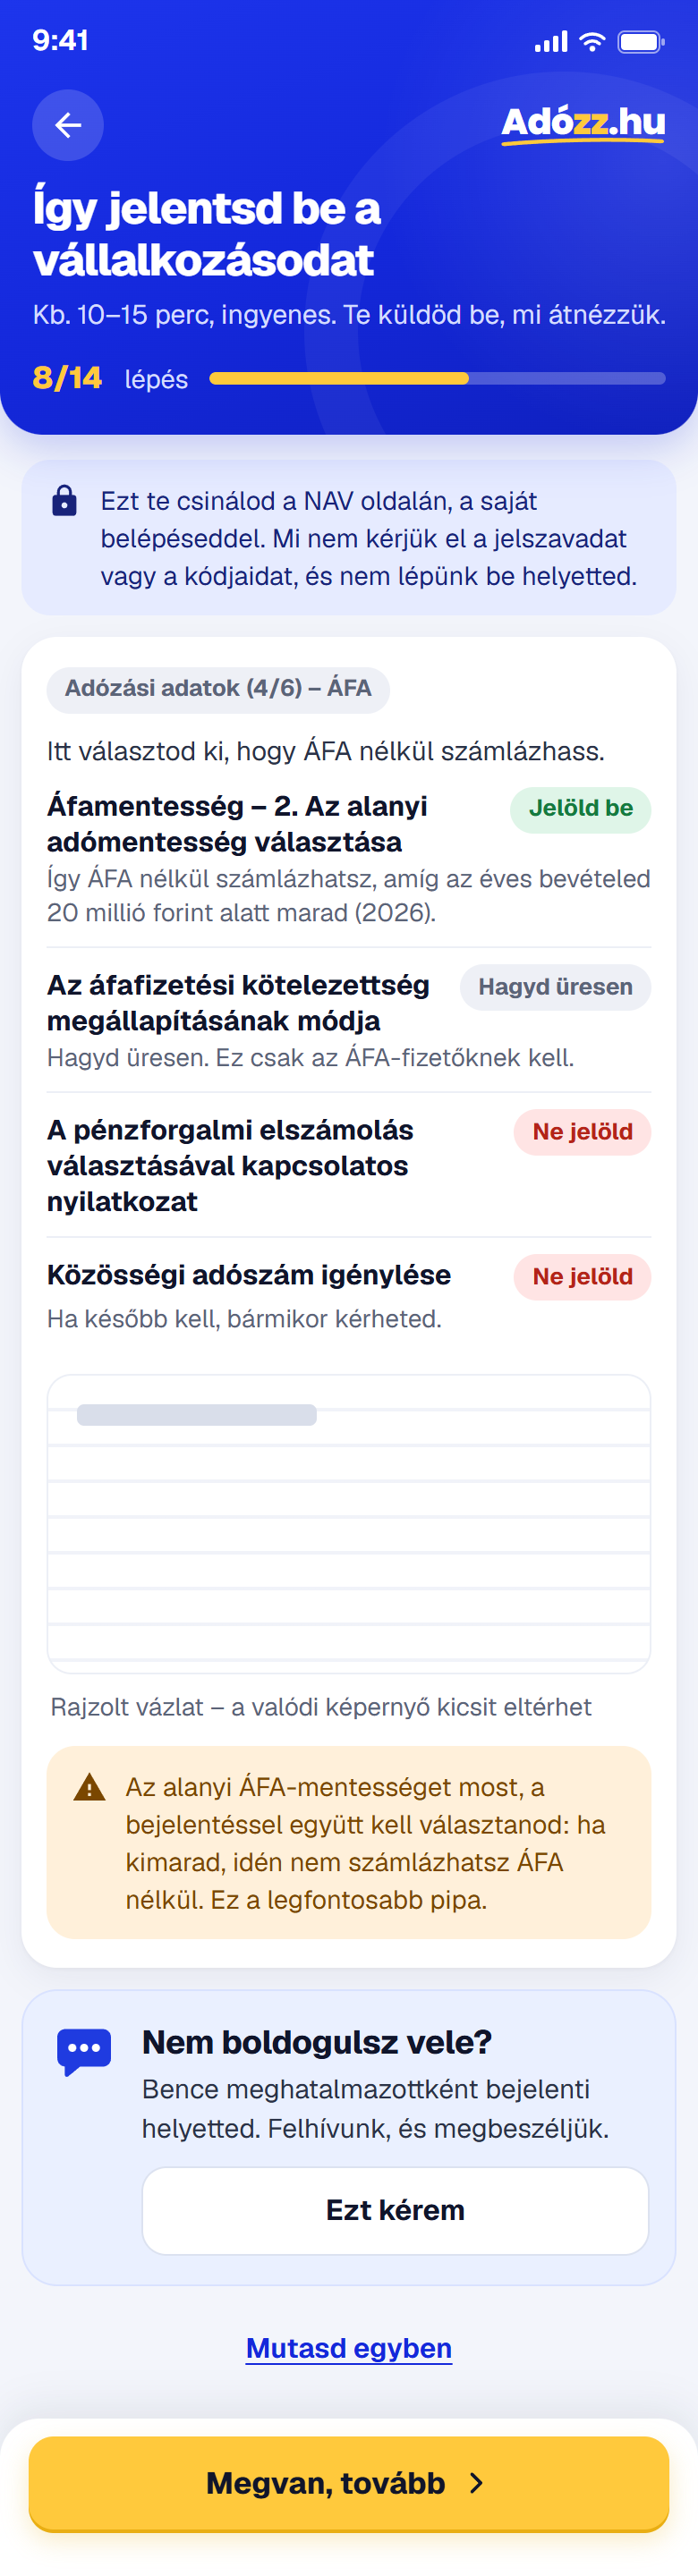 9:41
Adózz.hu
Így jelentsd be a
vállalkozásodat
Kb. 10–15 perc, ingyenes. Te küldöd be, mi átnézzük.
8/14 lépés
Ezt te csinálod a NAV oldalán, a saját
belépéseddel. Mi nem kérjük el a jelszavadat
vagy a kódjaidat, és nem lépünk be helyetted.
Adózási adatok (4/6) – ÁFA
Itt választod ki, hogy ÁFA nélkül számlázhass.
Áfamentesség – 2. Az alanyi
adómentesség választása
Jelöld be
Így ÁFA nélkül számlázhatsz, amíg az éves bevételed
20 millió forint alatt marad (2026).
Az áfafizetési kötelezettség
megállapításának módja
Hagyd üresen
Hagyd üresen. Ez csak az ÁFA-fizetőknek kell.
A pénzforgalmi elszámolás
választásával kapcsolatos
nyilatkozat
Ne jelöld
Közösségi adószám igénylése
Ne jelöld
Ha később kell, bármikor kérheted.
Rajzolt vázlat – a valódi képernyő kicsit eltérhet
Az alanyi ÁFA-mentességet most, a
bejelentéssel együtt kell választanod: ha
kimarad, idén nem számlázhatsz ÁFA
nélkül. Ez a legfontosabb pipa.
Nem boldogulsz vele?
Bence meghatalmazottként bejelenti
helyetted. Felhívunk, és megbeszéljük.
Ezt kérem
Mutasd egyben
Megvan, tovább